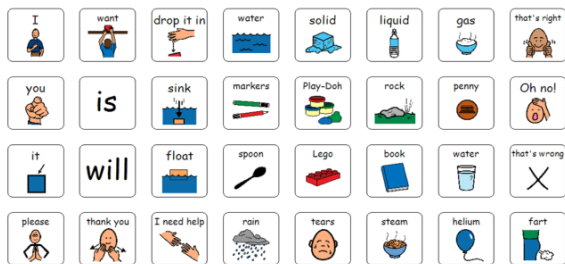 I want drop it in water solid liquid gas that's right
you is sink markers Play-Doh rock penny Oh no!
it will float spoon Lego book water that's wrong
please thank you I need help rain tears steam helium fart